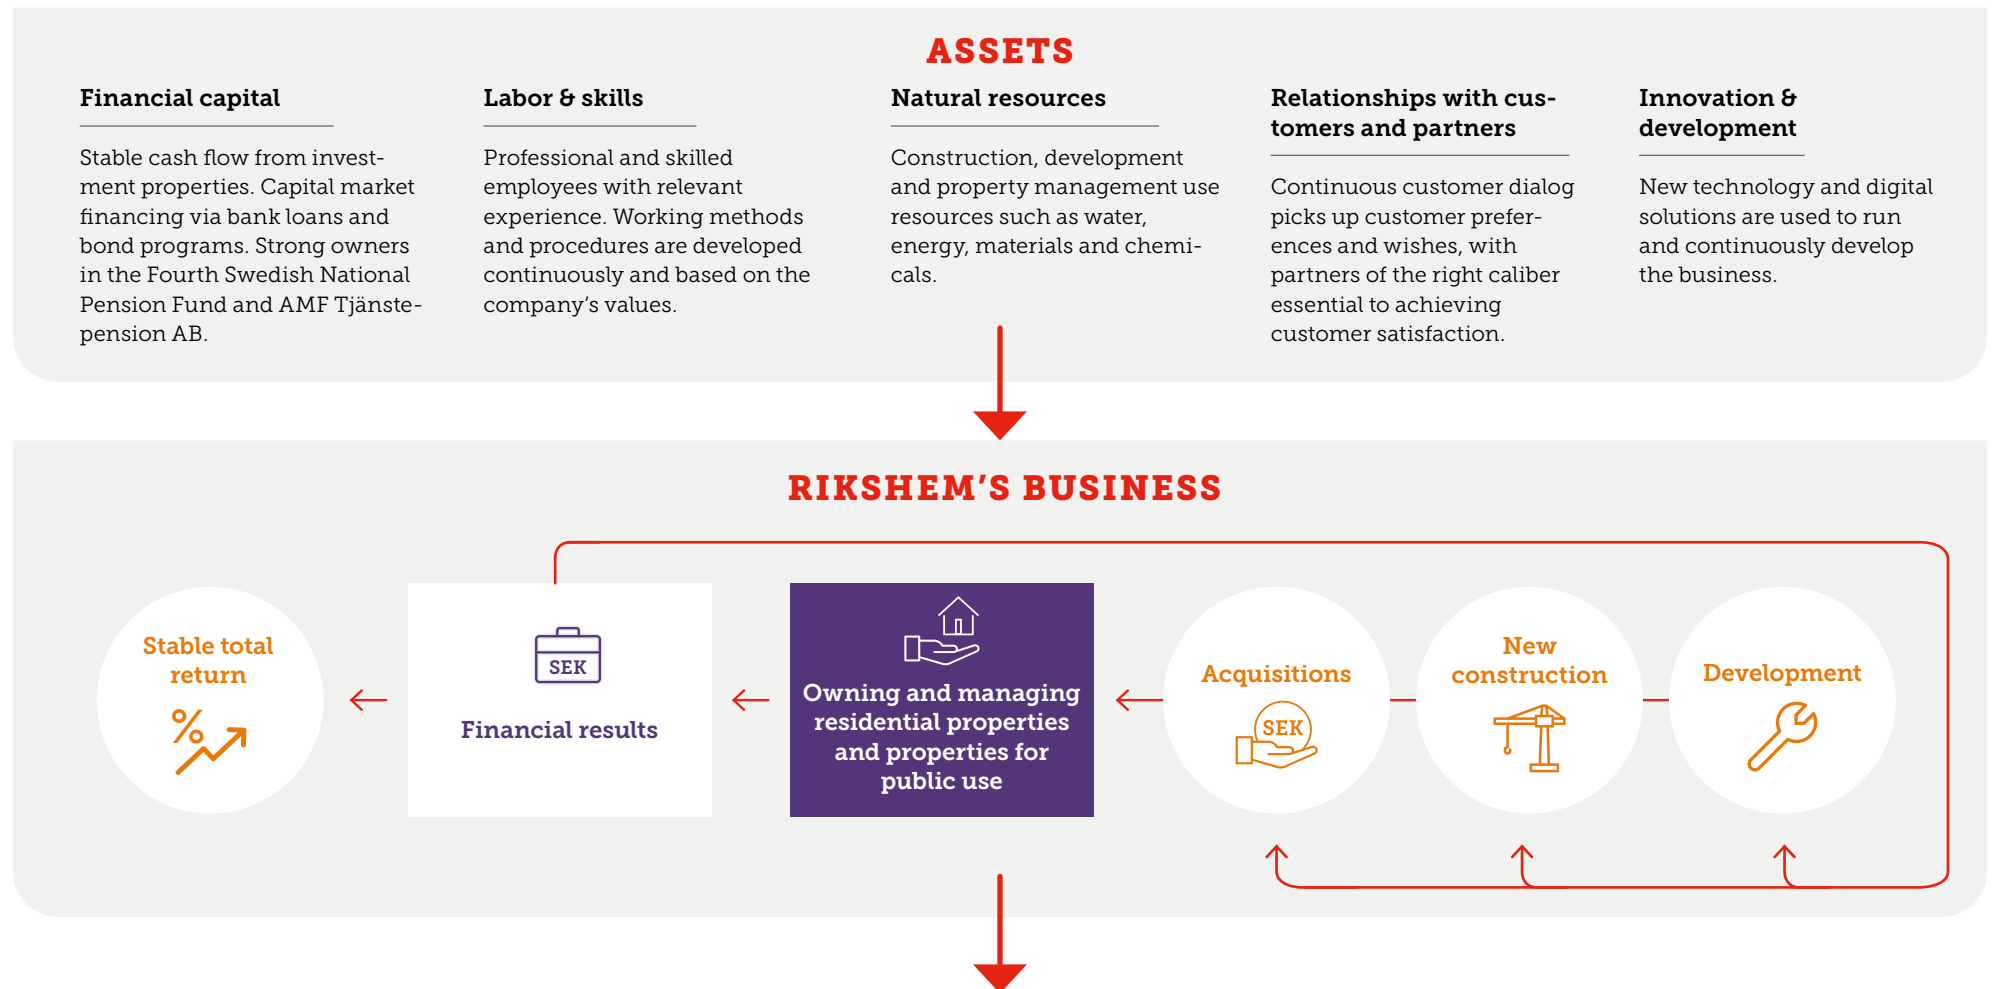 ASSETS
Financial capital
Stable cash flow from invest-
ment properties. Capital market
financing via bank loans and
bond programs. Strong owners
in the Fourth Swedish National
Pension Fund and AMF Tjänste-
pension AB.
Labor & skills
Professional and skilled
employees with relevant
experience. Working methods
and procedures are developed
continuously and based on the
company’s values.
Natural resources
Construction, development
and property management use
resources such as water,
energy, materials and chemi-
cals.
Relationships with cus-
tomers and partners
Continuous customer dialog
picks up customer prefer-
ences and wishes, with
partners of the right caliber
essential to achieving
customer satisfaction.
Innovation &
development
New technology and digital
solutions are used to run
and continuously develop
the business.
RIKSHEM’S BUSINESS
Stable total
return
%
SEK
Financial results
Owning and managing
residential properties
and properties for
public use
Acquisitions
SEK
New
construction
Development